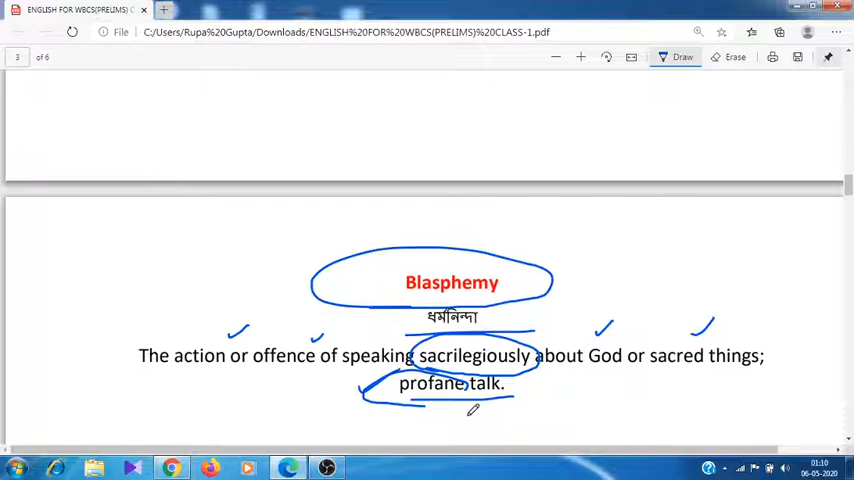 ENGLISH FOR WBCS(PRELIMS) C
File
C:/Users/Rupa%20Gupta/Downloads/ENGLISH%20FOR%20WBCS(PRELIMS)%20CLASS-1.pdf
3 of 6
Draw
Erase
Blasphemy
ধর্মনিন্দা
The action or offence of speaking sacrilegiously about God or sacred things;
profane talk.
01:10
06-05-2020